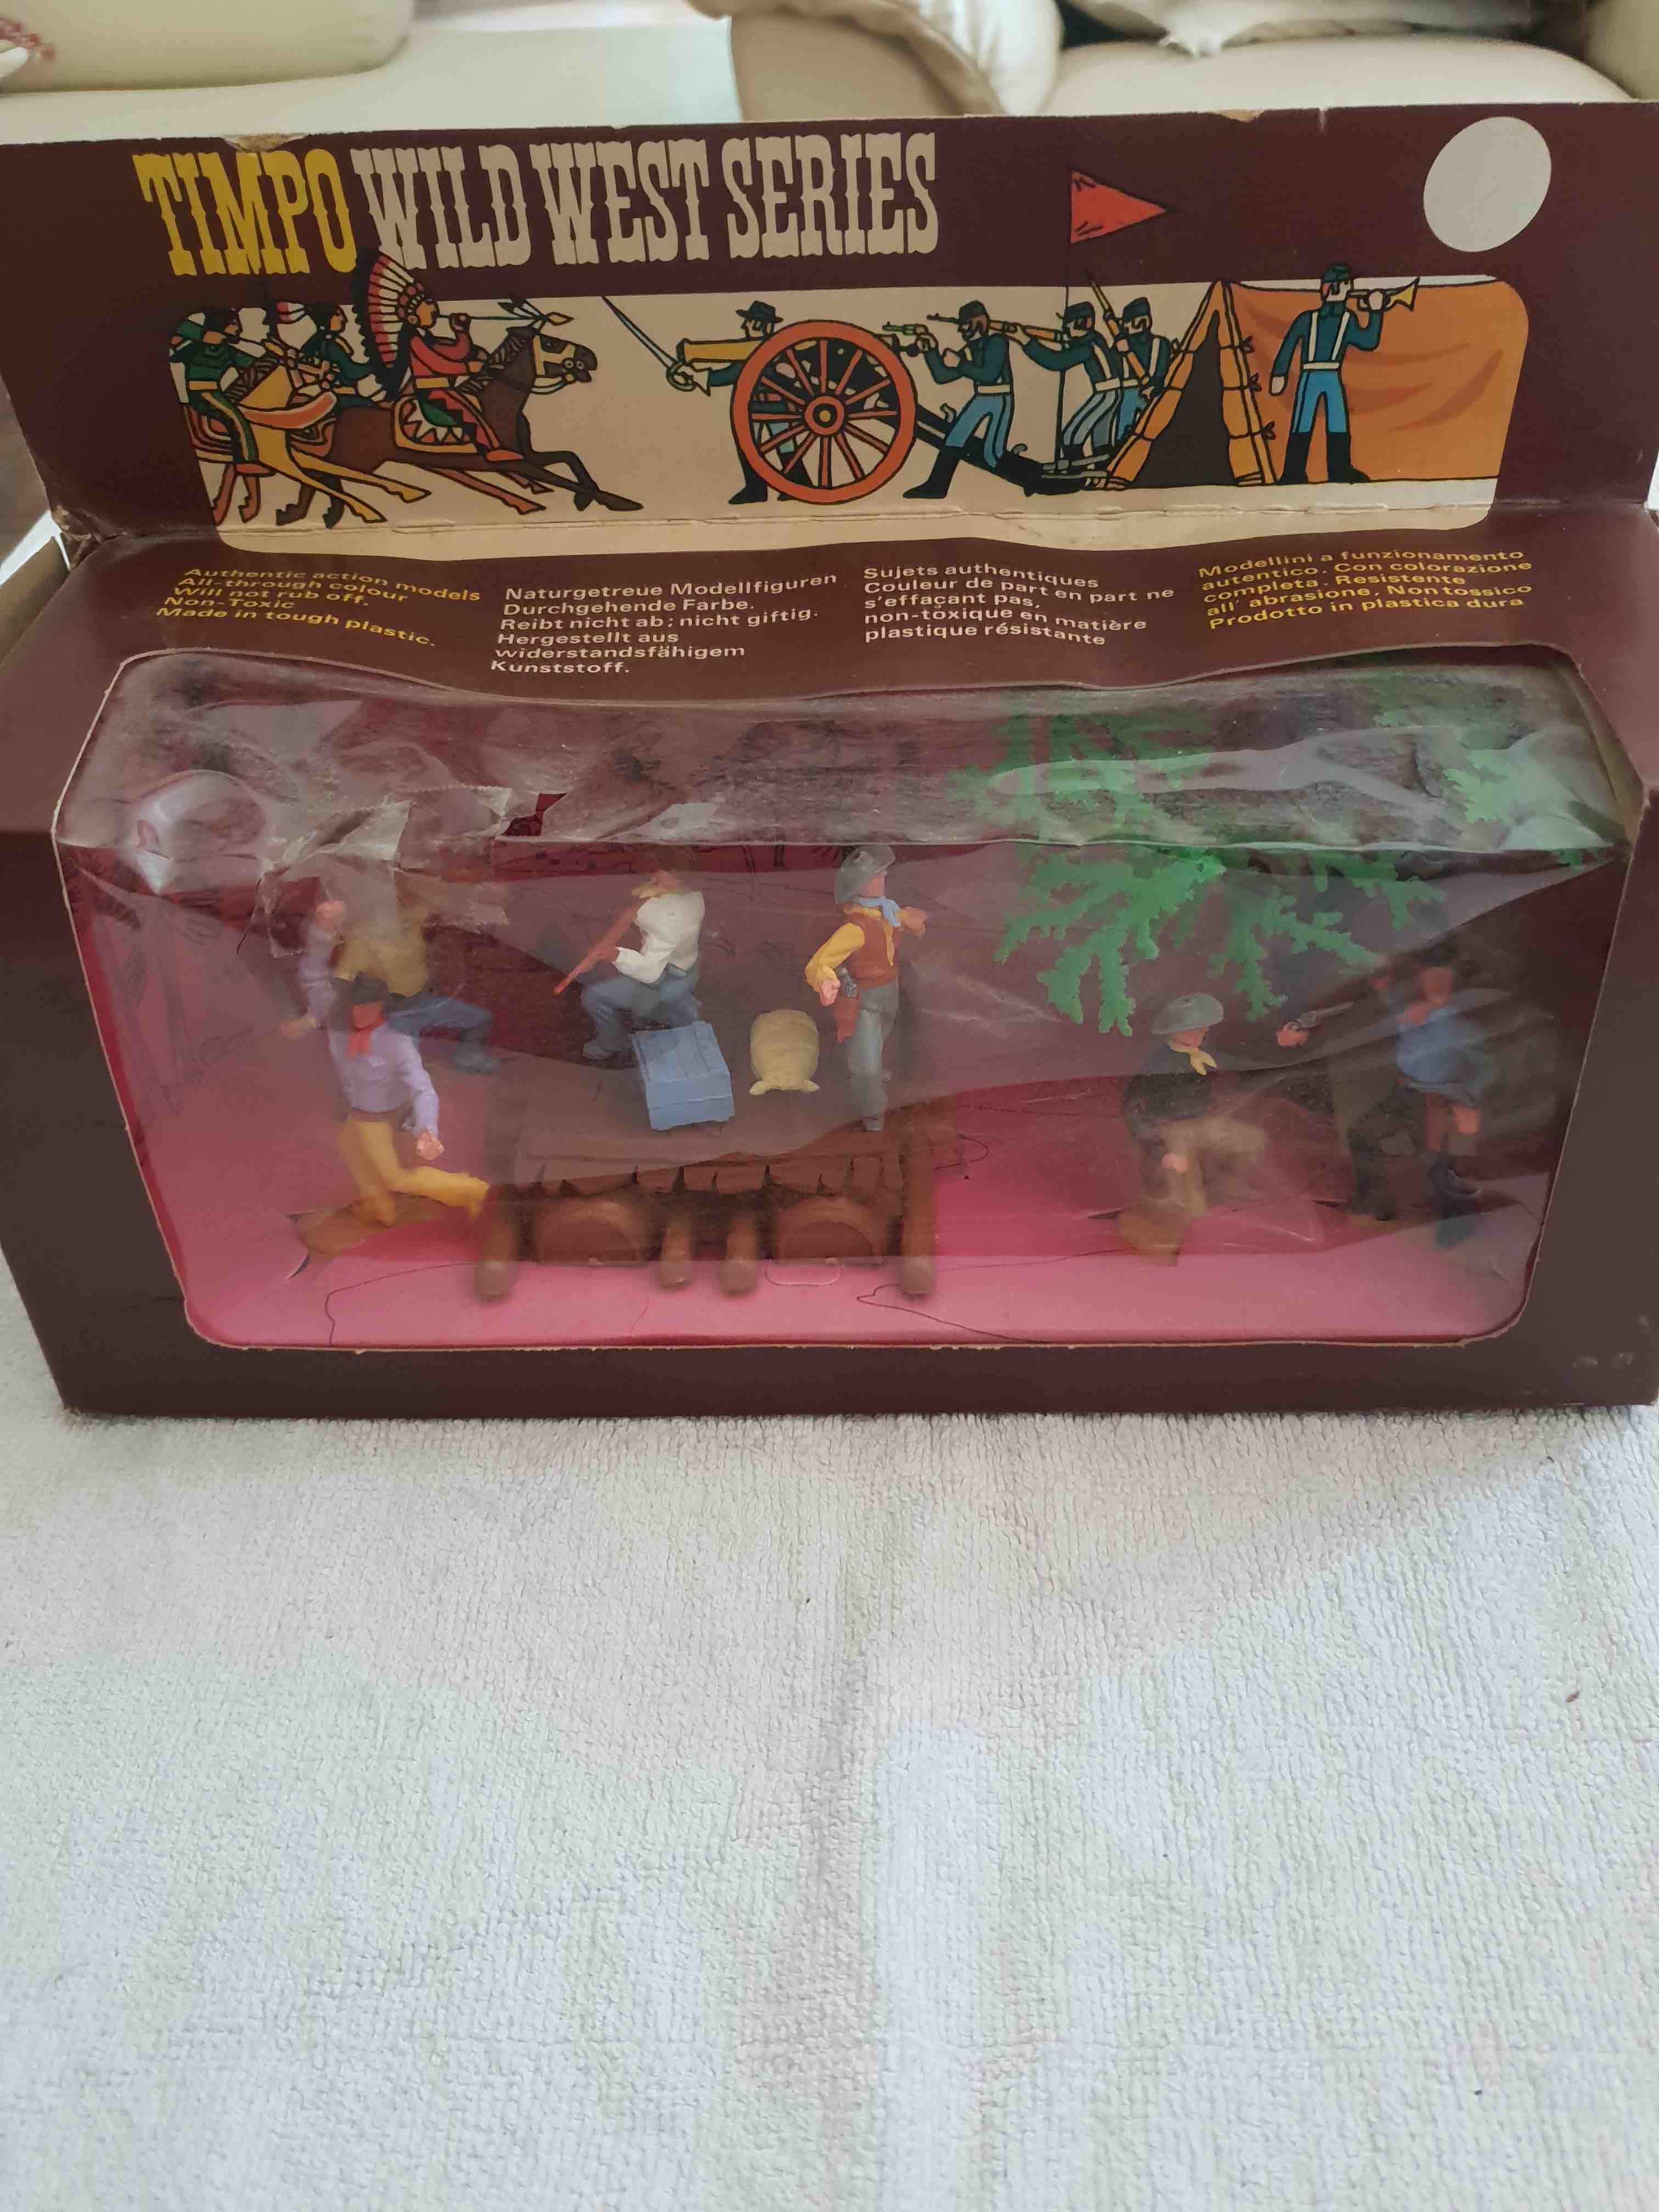 TIMPO WILD WEST SERIES
Authentic action models
All-through colour
Will not rub off.
Non-Toxic
Made in tough plastic.
Naturgetreue Modellfiguren
Durchgehende Farbe.
Reibt nicht ab; nicht giftig.
Hergestellt aus
widerstandsfähigem
Kunststoff.
Sujets authentiques
Couleur de part en part ne
s'effaçant pas,
non-töxique en matière
plastique résistante
Modellini a funzionamento
autentico. Con colorazione
completa. Resistente
all' abrasione. Non tossico
Prodotto in plastica dura